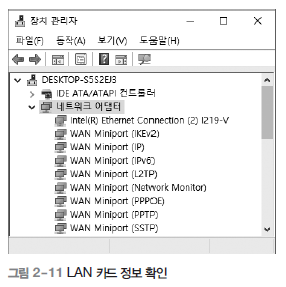 장치 관리자
파일(F) 동작(A) 보기(V) 도움말(H)
DESKTOP-S5S2EJ3
IDE ATA/ATAPI 컨트롤러
네트워크 어댑터
Intel(R) Ethernet Connection (2) I219-V
WAN Miniport (IKEv2)
WAN Miniport (IP)
WAN Miniport (IPv6)
WAN Miniport (L2TP)
WAN Miniport (Network Monitor)
WAN Miniport (PPPOE)
WAN Miniport (PPTP)
WAN Miniport (SSTP)
그림 2-11 LAN 카드 정보 확인